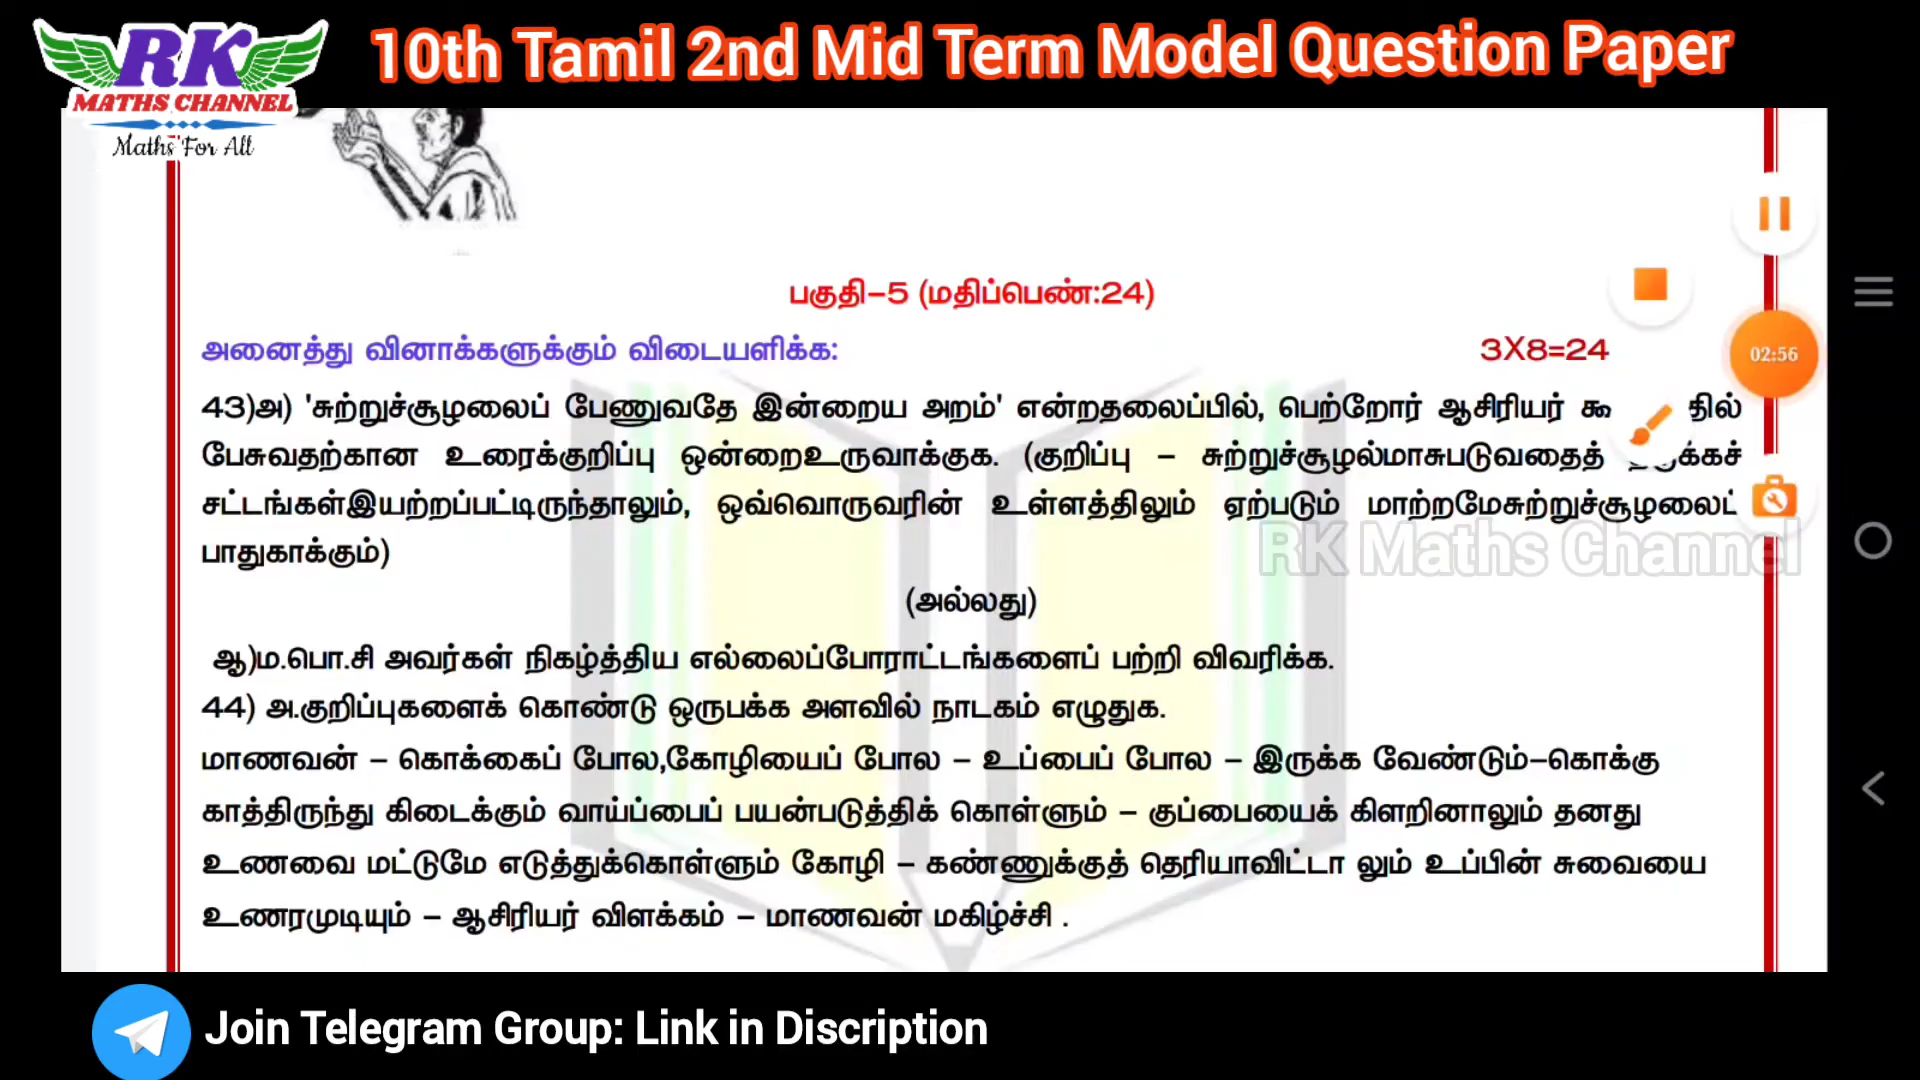 RK
MATHS CHANNEL
Maths For All
10th Tamil 2nd Mid Term Model Question Paper
பகுதி-5 (மதிப்பெண்:24)
அனைத்து வினாக்களுக்கும் விடையளிக்க: 3X8=24
43)அ) 'சுற்றுச்சூழலைப் பேணுவதே இன்றைய அறம்' என்றதலைப்பில், பெற்றோர் ஆசிரியர்
பேசுவதற்கான உரைக்குறிப்பு ஒன்றைஉருவாக்குக. (குறிப்பு - சுற்றுச்சூழல்மாசுபடுவதைத்
சட்டங்கள்இயற்றப்பட்டிருந்தாலும், ஒவ்வொருவரின் உள்ளத்திலும் ஏற்படும் மாற்றமேசுற்றுச்சூழலைப்
பாதுகாக்கும்)
(அல்லது)
ஆ)ம.பொ.சி அவர்கள் நிகழ்த்திய எல்லைப்போராட்டங்களைப் பற்றி விவரிக்க.
44) அ.குறிப்புகளைக் கொண்டு ஒருபக்க அளவில் நாடகம் எழுதுக.
மாணவன் - கொக்கைப் போல,கோழியைப் போல - உப்பைப் போல - இருக்க வேண்டும்-கொக்கு
காத்திருந்து கிடைக்கும் வாய்ப்பைப் பயன்படுத்திக் கொள்ளும் - குப்பையைக் கிளறினாலும் தனது
உணவை மட்டுமே எடுத்துக்கொள்ளும் கோழி - கண்ணுக்குத் தெரியாவிட்டா லும் உப்பின் சுவையை
உணரமுடியும் - ஆசிரியர் விளக்கம் - மாணவன் மகிழ்ச்சி .
02:56
RK Maths Channel
Join Telegram Group: Link in Discription